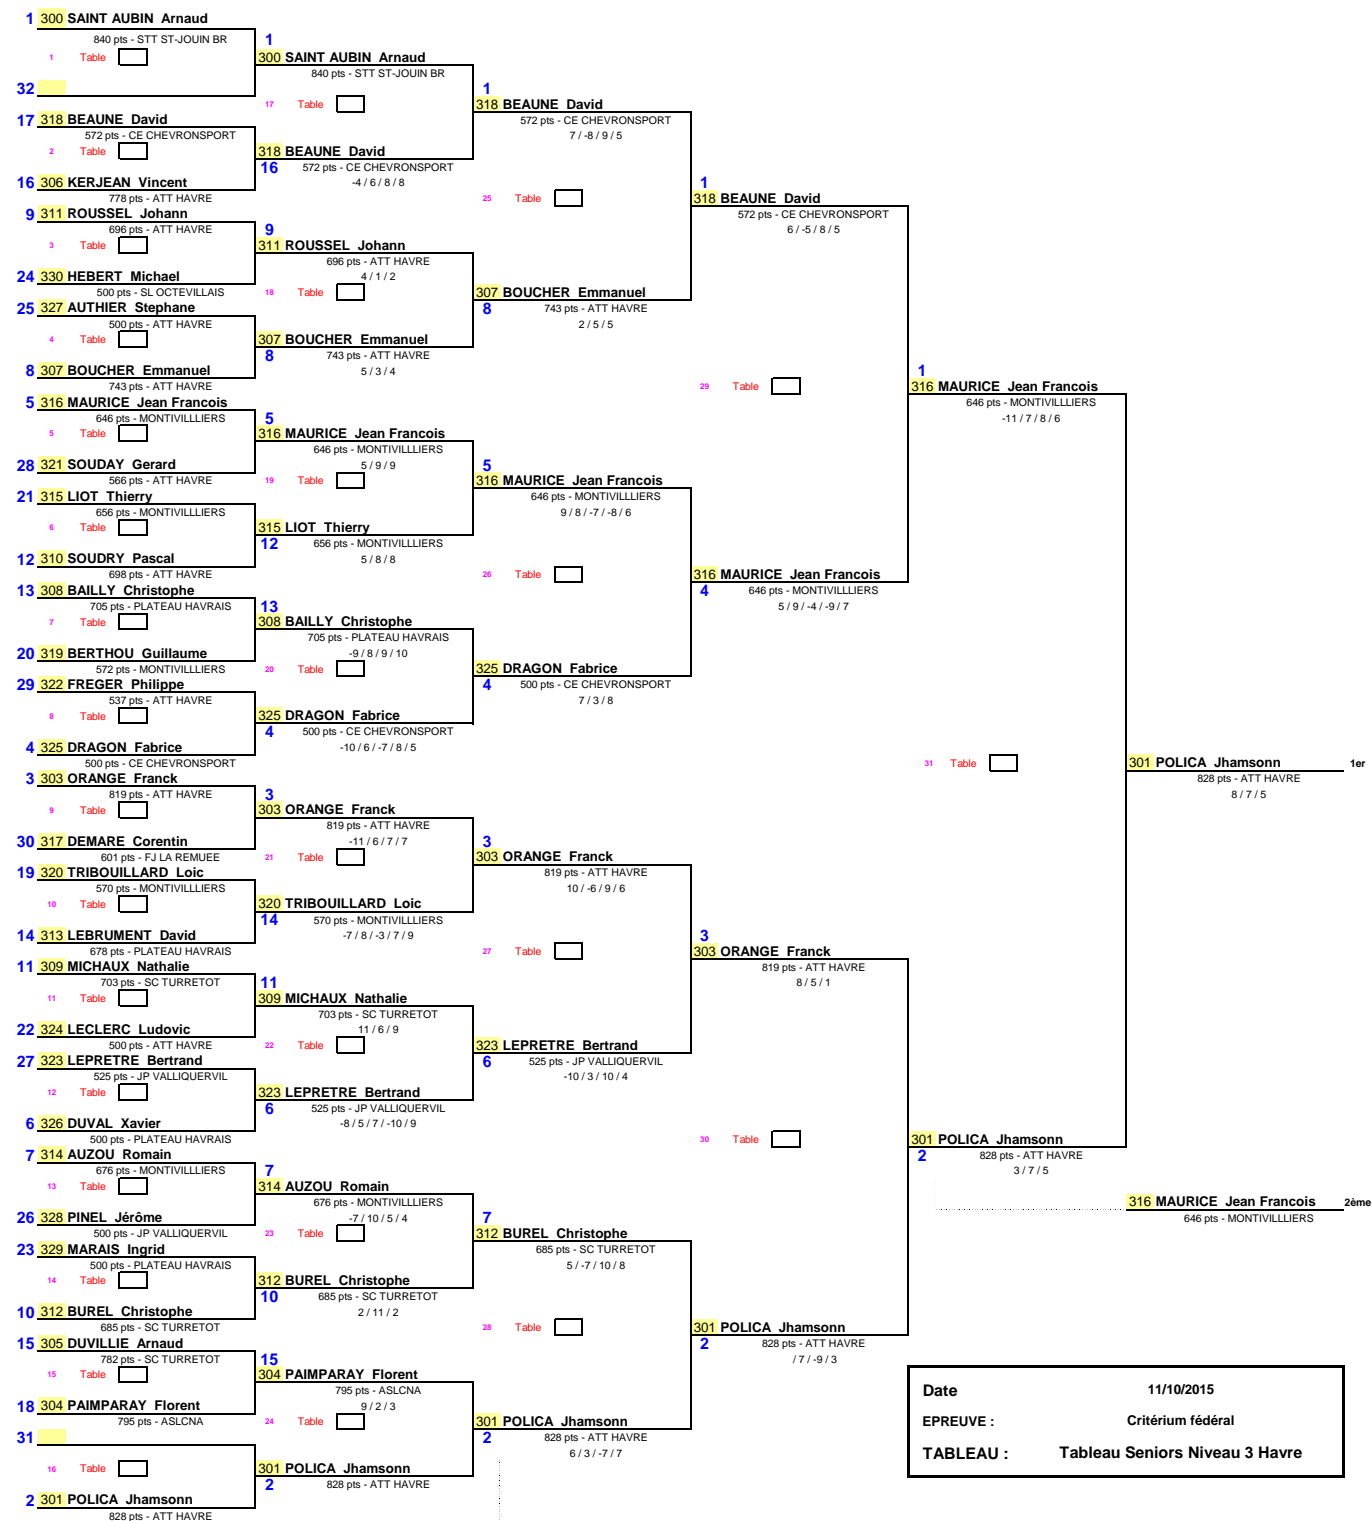 1 300 SAINT AUBIN Arnaud
840 pts - STT ST-JOUIN BR
1 Table
32
17 318 BEAUNE David
572 pts - CE CHEVRONSPORT
2 Table
16 306 KERJEAN Vincent
778 pts - ATT HAVRE
9 311 ROUSSEL Johann
696 pts - ATT HAVRE
3 Table
24 330 HEBERT Michael
500 pts - SL OCTEVILLAIS
25 327 AUTHIER Stephane
500 pts - ATT HAVRE
4 Table
8 307 BOUCHER Emmanuel
743 pts - ATT HAVRE
5 316 MAURICE Jean Francois
646 pts - MONTIVILLLIERS
5 Table
28 321 SOUDAY Gerard
566 pts - ATT HAVRE
21 315 LIOT Thierry
656 pts - MONTIVILLLIERS
6 Table
12 310 SOUDRY Pascal
698 pts - ATT HAVRE
13 308 BAILLY Christophe
705 pts - PLATEAU HAVRAIS
7 Table
20 319 BERTHOU Guillaume
572 pts - MONTIVILLLIERS
29 322 FREGER Philippe
537 pts - ATT HAVRE
8 Table
4 325 DRAGON Fabrice
500 pts - CE CHEVRONSPORT
3 303 ORANGE Franck
819 pts - ATT HAVRE
9 Table
30 317 DEMARE Corentin
601 pts - FJ LA REMUEE
19 320 TRIBOUILLARD Loic
570 pts - MONTIVILLLIERS
10 Table
14 313 LEBRUMENT David
678 pts - PLATEAU HAVRAIS
11 309 MICHAUX Nathalie
703 pts - SC TURRETOT
11 Table
22 324 LECLERC Ludovic
500 pts - ATT HAVRE
27 323 LEPRETRE Bertrand
525 pts - JP VALLIQUERVIL
12 Table
6 326 DUVAL Xavier
500 pts - PLATEAU HAVRAIS
7 314 AUZOU Romain
676 pts - MONTIVILLLIERS
13 Table
26 328 PINEL Jérôme
500 pts - JP VALLIQUERVIL
23 329 MARAIS Ingrid
500 pts - PLATEAU HAVRAIS
14 Table
10 312 BUREL Christophe
685 pts - SC TURRETOT
15 305 DUVILLIE Arnaud
782 pts - SC TURRETOT
15 Table
18 304 PAIMPARAY Florent
795 pts - ASLCNA
31
16 Table
2 301 POLICA Jhamsonn
828 pts - ATT HAVRE
1
300 SAINT AUBIN Arnaud
840 pts - STT ST-JOUIN BR
17 Table
318 BEAUNE David
16 572 pts - CE CHEVRONSPORT
-4 / 6 / 8 / 8
9
311 ROUSSEL Johann
696 pts - ATT HAVRE
4 / 1 / 2
18 Table
307 BOUCHER Emmanuel
8 743 pts - ATT HAVRE
5 / 3 / 4
5
316 MAURICE Jean Francois
646 pts - MONTIVILLLIERS
5 / 9 / 9
19 Table
315 LIOT Thierry
12 656 pts - MONTIVILLLIERS
5 / 8 / 8
13
308 BAILLY Christophe
705 pts - PLATEAU HAVRAIS
-9 / 8 / 9 / 10
20 Table
325 DRAGON Fabrice
4 500 pts - CE CHEVRONSPORT
-10 / 6 / -7 / 8 / 5
3
303 ORANGE Franck
819 pts - ATT HAVRE
-11 / 6 / 7 / 7
21 Table
320 TRIBOUILLARD Loic
14 570 pts - MONTIVILLLIERS
-7 / 8 / -3 / 7 / 9
11
309 MICHAUX Nathalie
703 pts - SC TURRETOT
11 / 6 / 9
22 Table
323 LEPRETRE Bertrand
6 525 pts - JP VALLIQUERVIL
-8 / 5 / 7 / -10 / 9
7
314 AUZOU Romain
676 pts - MONTIVILLLIERS
-7 / 10 / 5 / 4
23 Table
312 BUREL Christophe
10 685 pts - SC TURRETOT
2 / 11 / 2
15
304 PAIMPARAY Florent
795 pts - ASLCNA
9 / 2 / 3
24 Table
301 POLICA Jhamsonn
2 828 pts - ATT HAVRE
1
318 BEAUNE David
572 pts - CE CHEVRONSPORT
7 / -8 / 9 / 5
25 Table
307 BOUCHER Emmanuel
8 743 pts - ATT HAVRE
2 / 5 / 5
5
316 MAURICE Jean Francois
646 pts - MONTIVILLLIERS
9 / 8 / -7 / -8 / 6
26 Table
325 DRAGON Fabrice
4 500 pts - CE CHEVRONSPORT
7 / 3 / 8
3
303 ORANGE Franck
819 pts - ATT HAVRE
10 / -6 / 9 / 6
27 Table
323 LEPRETRE Bertrand
6 525 pts - JP VALLIQUERVIL
-10 / 3 / 10 / 4
7
312 BUREL Christophe
685 pts - SC TURRETOT
5 / -7 / 10 / 8
28 Table
301 POLICA Jhamsonn
2 828 pts - ATT HAVRE
6 / 3 / -7 / 7
1
318 BEAUNE David
572 pts - CE CHEVRONSPORT
6 / -5 / 8 / 5
29 Table
316 MAURICE Jean Francois
4 646 pts - MONTIVILLLIERS
5 / 9 / -4 / -9 / 7
3
303 ORANGE Franck
819 pts - ATT HAVRE
8 / 5 / 1
30 Table
301 POLICA Jhamsonn
2 828 pts - ATT HAVRE
/ 7 / -9 / 3
1
316 MAURICE Jean Francois
646 pts - MONTIVILLLIERS
-11 / 7 / 8 / 6
31 Table
301 POLICA Jhamsonn
2 828 pts - ATT HAVRE
3 / 7 / 5
301 POLICA Jhamsonn 1er
828 pts - ATT HAVRE
8 / 7 / 5
316 MAURICE Jean Francois 2ème
646 pts - MONTIVILLLIERS
Date 11/10/2015
EPREUVE : Critérium fédéral
TABLEAU : Tableau Seniors Niveau 3 Havre